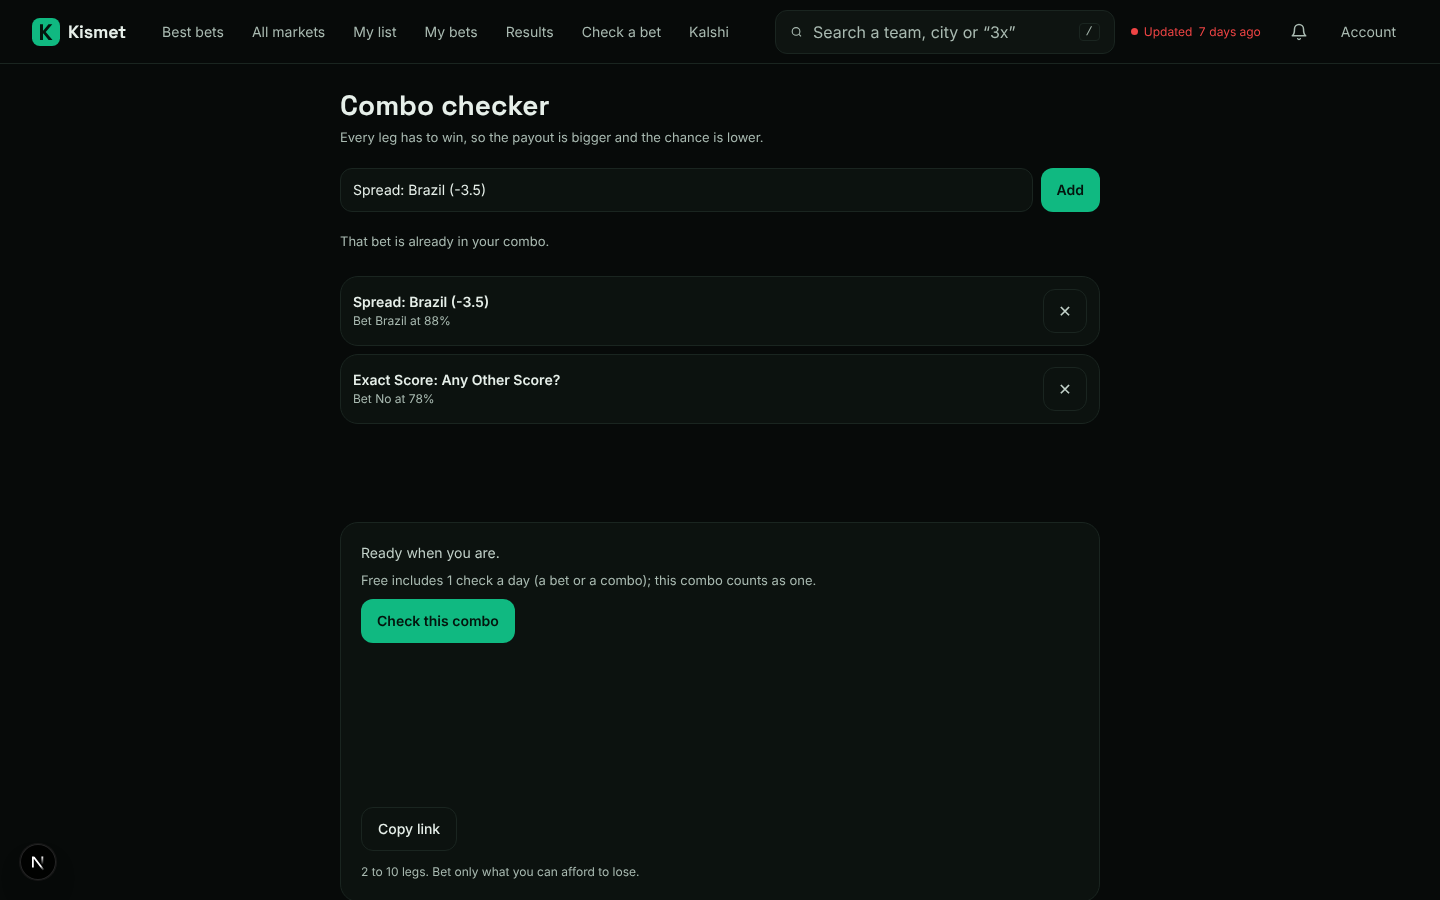 K Kismet
Best bets
All markets
My list
My bets
Results
Check a bet
Kalshi
Search a team, city or “3x”
/
Updated 7 days ago
Account
Combo checker
Every leg has to win, so the payout is bigger and the chance is lower.
Spread: Brazil (-3.5)
Add
That bet is already in your combo.
Spread: Brazil (-3.5)
Bet Brazil at 88%
×
Exact Score: Any Other Score?
Bet No at 78%
×
Ready when you are.
Free includes 1 check a day (a bet or a combo); this combo counts as one.
Check this combo
Copy link
N
2 to 10 legs. Bet only what you can afford to lose.